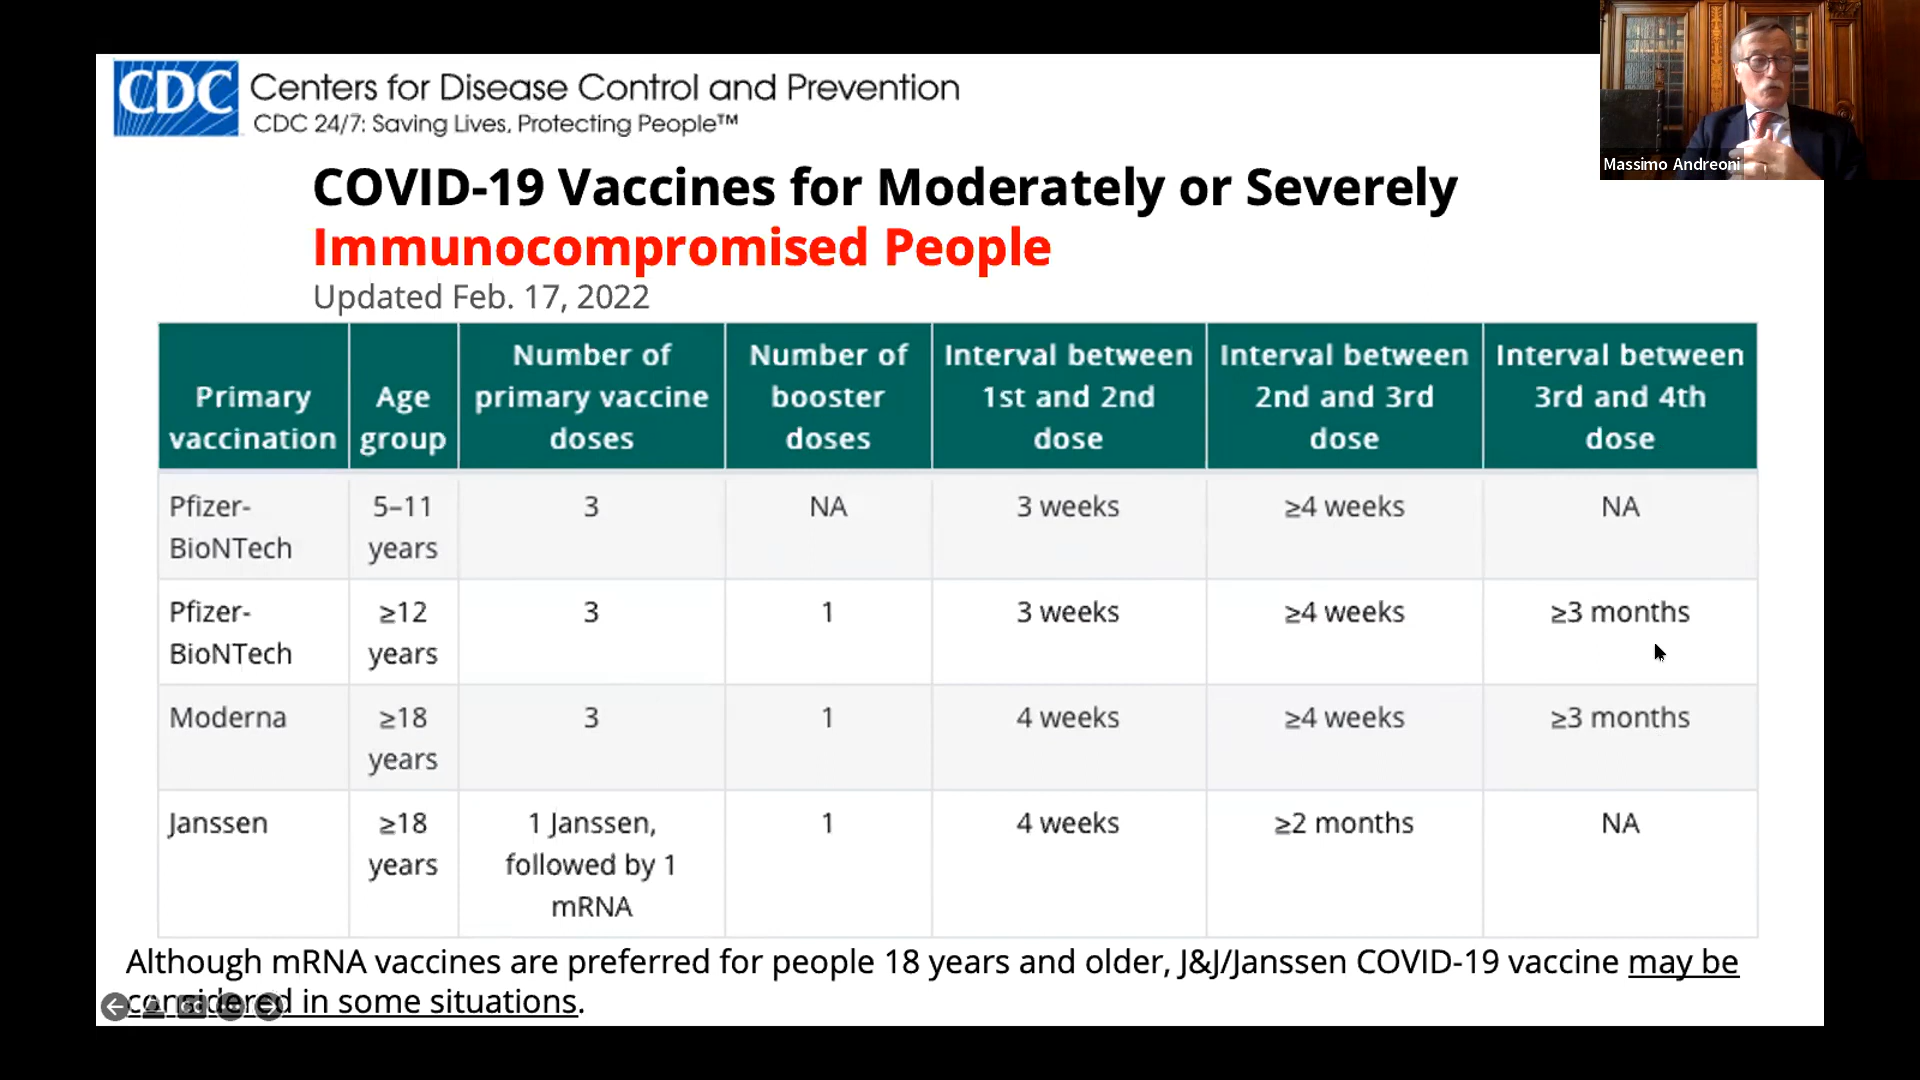 CDC Centers for Disease Control and Prevention
CDC 24/7: Saving Lives, Protecting People™
Massimo Andreoni
COVID-19 Vaccines for Moderately or Severely
Immunocompromised People
Updated Feb. 17, 2022
Primary vaccination
Age group
Number of primary vaccine doses
Number of booster doses
Interval between 1st and 2nd dose
Interval between 2nd and 3rd dose
Interval between 3rd and 4th dose
Pfizer-BioNTech 5–11 years 3 NA 3 weeks ≥4 weeks NA
Pfizer-BioNTech ≥12 years 3 1 3 weeks ≥4 weeks ≥3 months
Moderna ≥18 years 3 1 4 weeks ≥4 weeks ≥3 months
Janssen ≥18 years 1 Janssen, followed by 1 mRNA 1 4 weeks ≥2 months NA
Although mRNA vaccines are preferred for people 18 years and older, J&J/Janssen COVID-19 vaccine may be
considered in some situations.